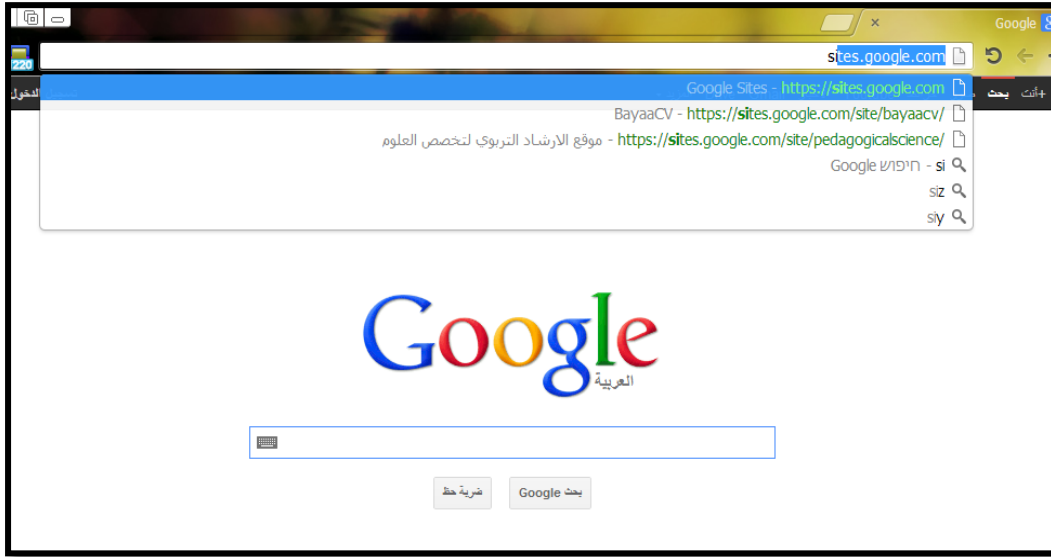 Google
sites.google.com
220
+أنت بحث
الدخول
Google Sites - https://sites.google.com
BayaaCV - https://sites.google.com/site/bayaacv/
موقع الارشاد التربوي لتخصص العلوم - https://sites.google.com/site/pedagogicalscience/
si - חיפוש Google
siz
siy
Google
العربية
بحث Google ضربة حظ